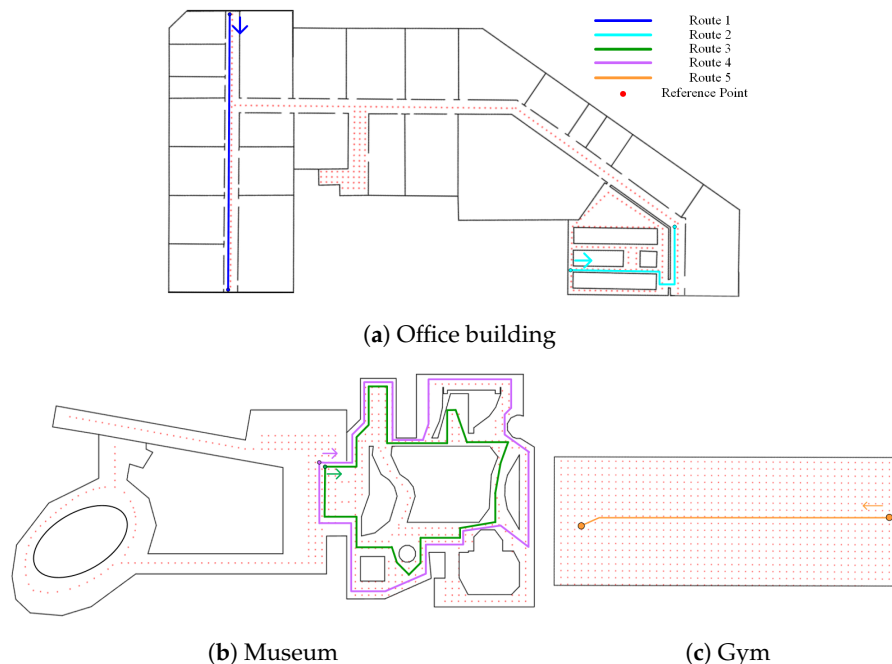 Route 1
Route 2
Route 3
Route 4
Route 5
Reference Point
(a) Office building
(b) Museum
(c) Gym